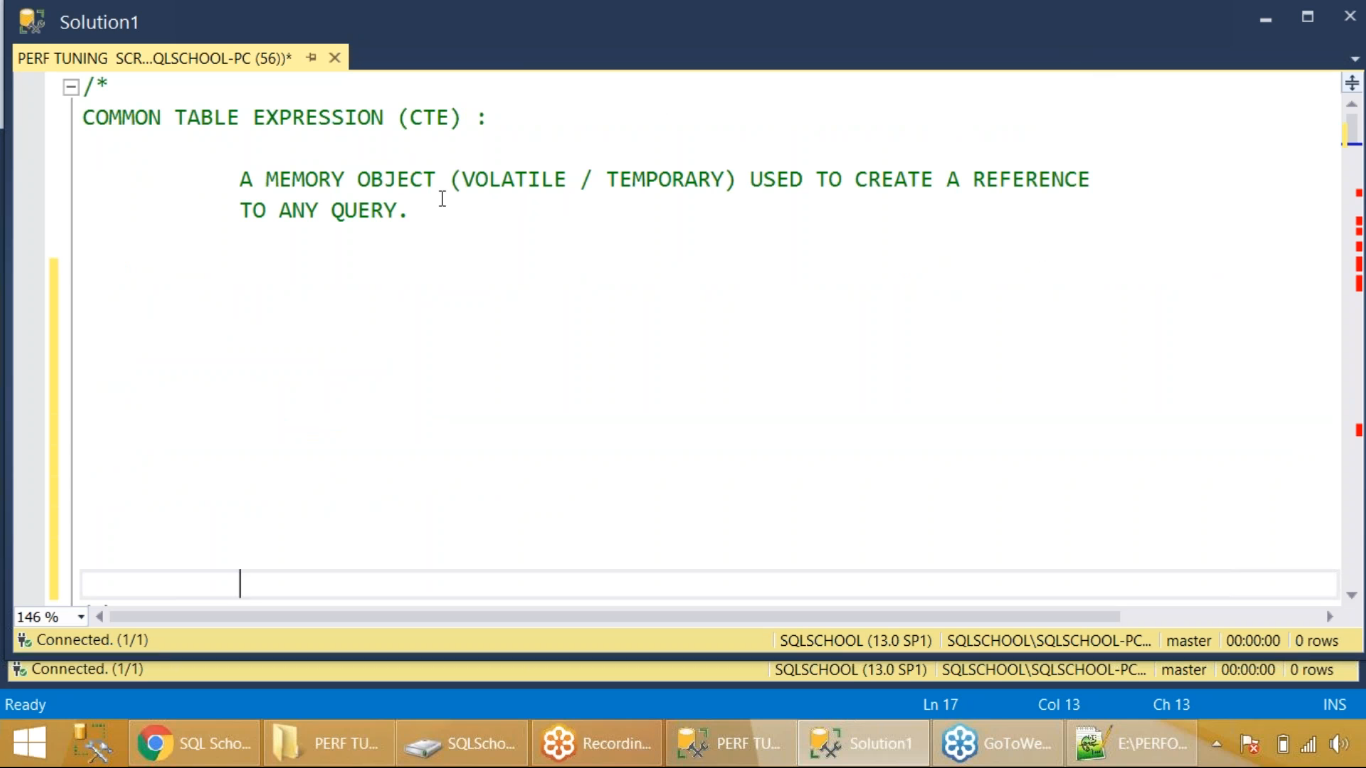 Solution1
PERF TUNING SCR...QLSCHOOL-PC (56))*
/*
COMMON TABLE EXPRESSION (CTE) :
A MEMORY OBJECT (VOLATILE / TEMPORARY) USED TO CREATE A REFERENCE
TO ANY QUERY.
146 %
Connected. (1/1) SQLSCHOOL (13.0 SP1) SQLSCHOOL\SQLSCHOOL-PC... master 00:00:00 0 rows
Connected. (1/1) SQLSCHOOL (13.0 SP1) SQLSCHOOL\SQLSCHOOL-PC... master 00:00:00 0 rows
Ready Ln 17 Col 13 Ch 13 INS
SQL Scho... PERF TU... SQLScho... Recordin... PERF TU... Solution1 GoToWe... E:\PERFO...